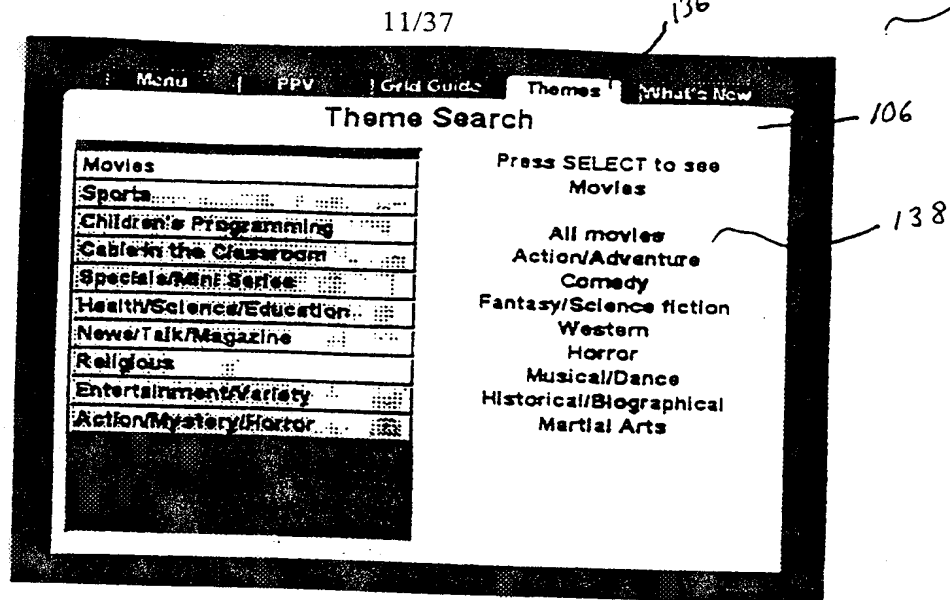 11/37
136
Menu | PPV | Grid Guide Themes What's New
Theme Search
106
Movies
Sports
Children's Programming
Cable in the Classroom
Specials/Mini Series
Health/Science/Education
News/Talk/Magazine
Religious
Entertainment/Variety
Action/Mystery/Horror
Press SELECT to see
Movies
138
All movies
Action/Adventure
Comedy
Fantasy/Science fiction
Western
Horror
Musical/Dance
Historical/Biographical
Martial Arts